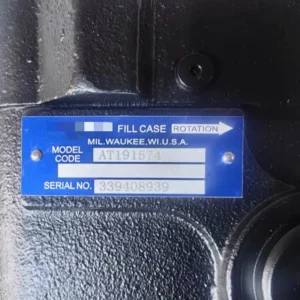 FILL CASE ROTATION
MIL.WAUKEE,WI.U.S.A.
MODEL CODE AT191574
SERIAL NO. 339408939